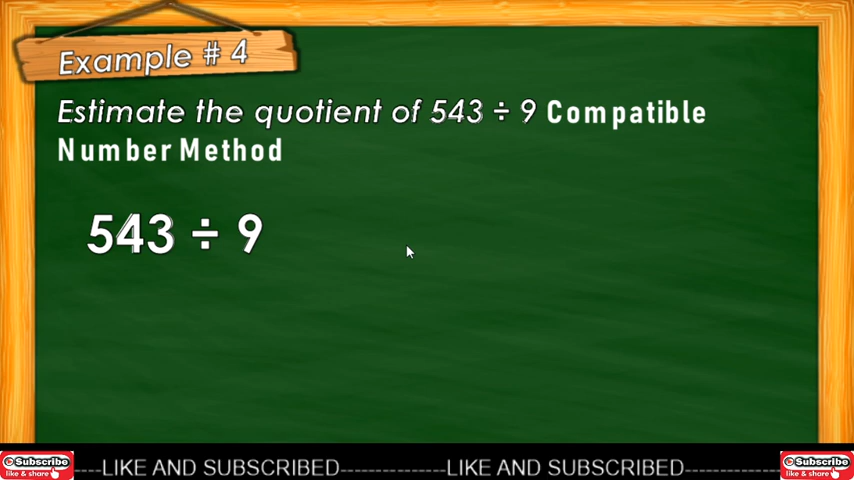 Example # 4
Estimate the quotient of 543 ÷ 9 Compatible
Number Method
543 ÷ 9
Subscribe
like & share
----LIKE AND SUBSCRIBED---------------LIKE AND SUBSCRIBED--------------
Subscribe
like & share